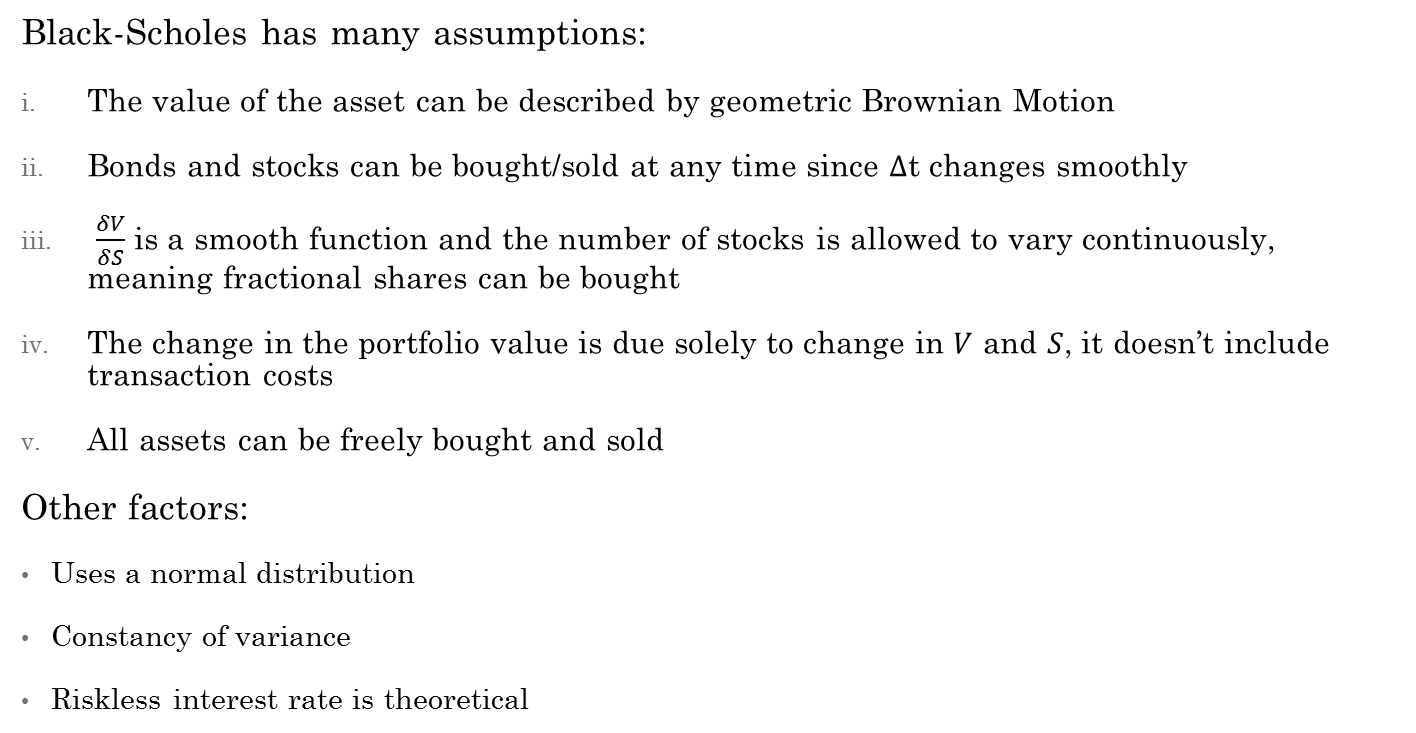 Black-Scholes has many assumptions:
i. The value of the asset can be described by geometric Brownian Motion
ii. Bonds and stocks can be bought/sold at any time since Δt changes smoothly
iii. δV/δS is a smooth function and the number of stocks is allowed to vary continuously,
meaning fractional shares can be bought
iv. The change in the portfolio value is due solely to change in V and S, it doesn’t include
transaction costs
v. All assets can be freely bought and sold
Other factors:
• Uses a normal distribution
• Constancy of variance
• Riskless interest rate is theoretical